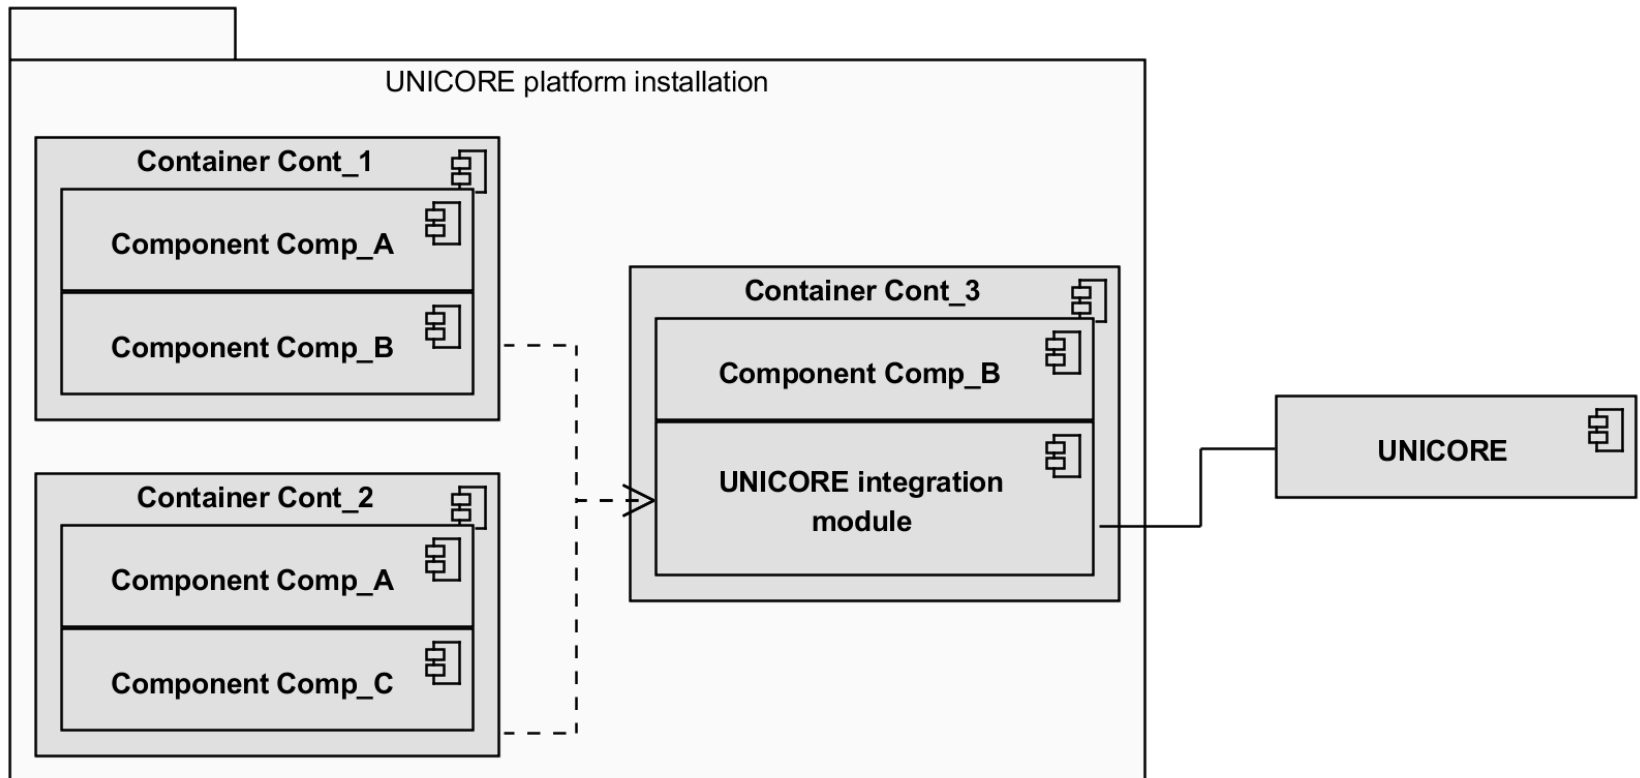 UNICORE platform installation
Container Cont_1
Component Comp_A
Component Comp_B
Container Cont_2
Component Comp_A
Component Comp_C
Container Cont_3
Component Comp_B
UNICORE integration
module
UNICORE